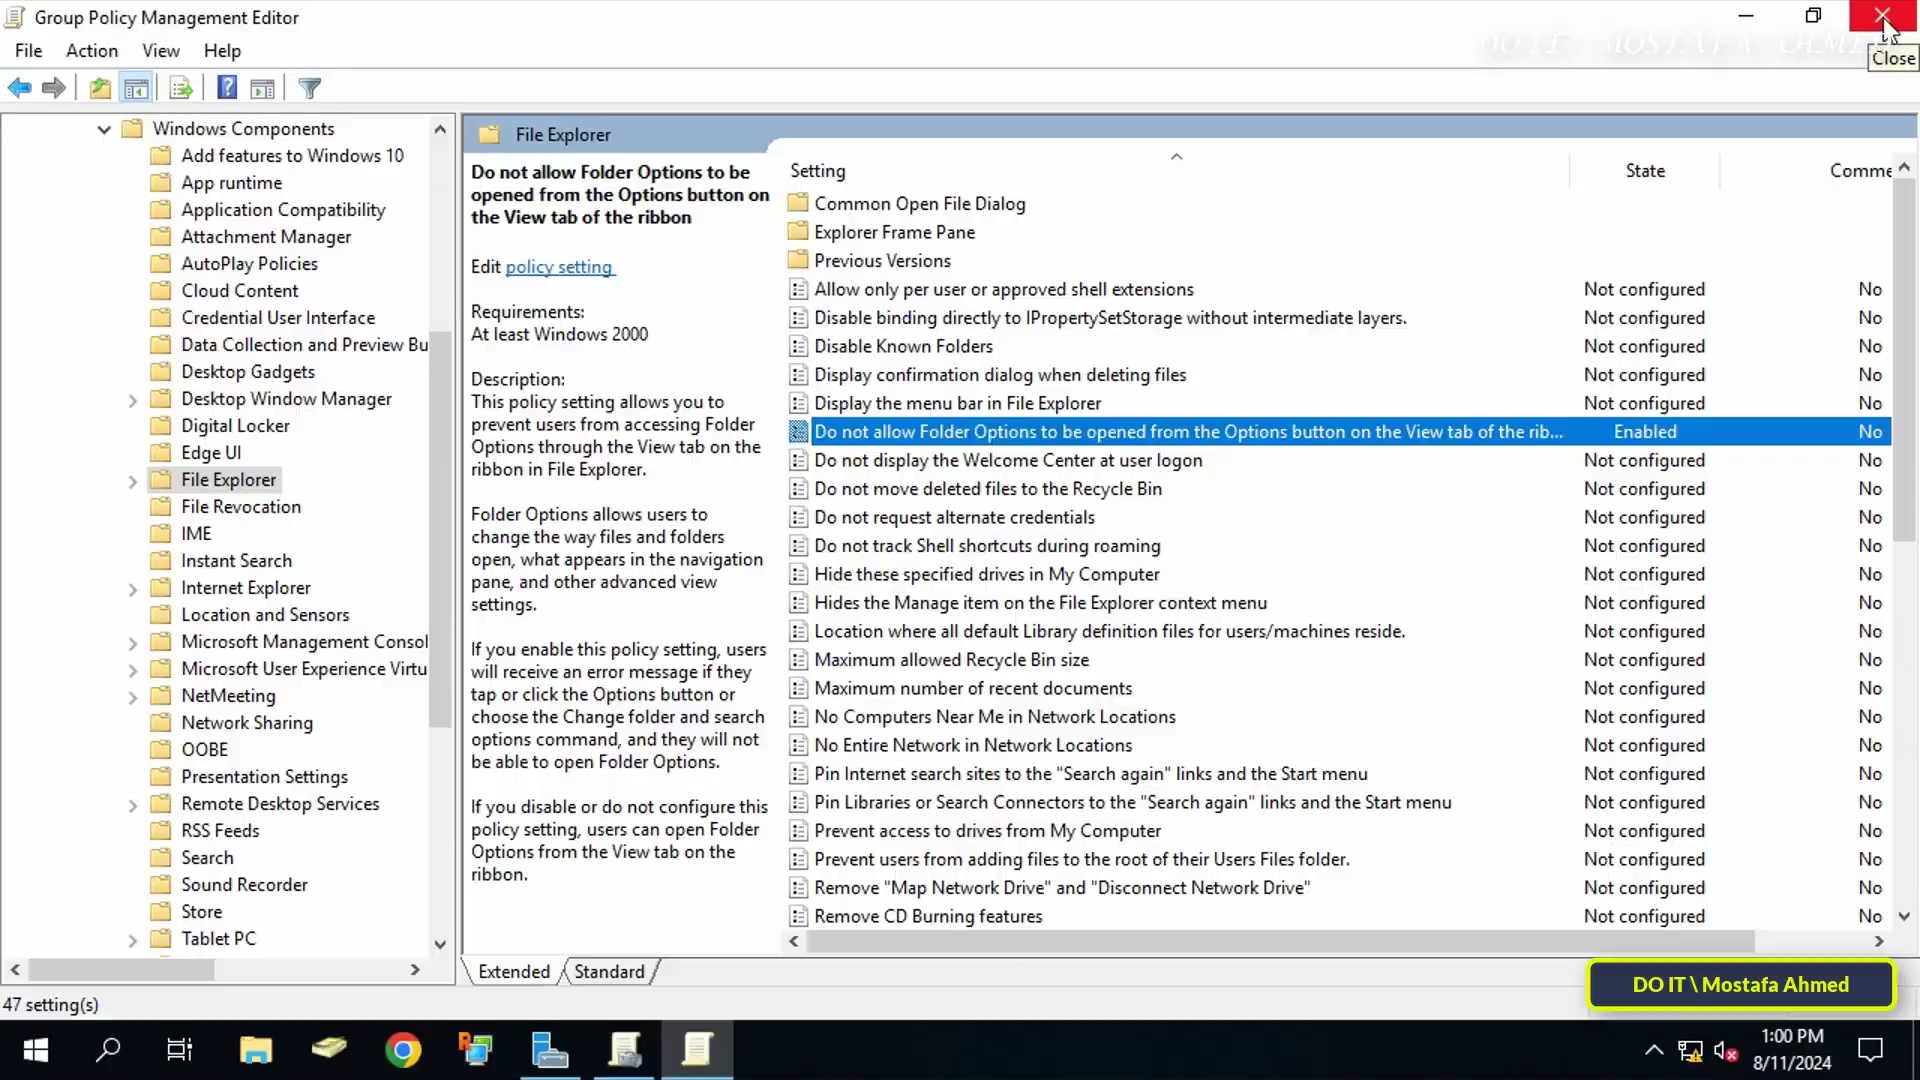 Group Policy Management Editor
File Action View Help
Close
Windows Components
Add features to Windows 10
App runtime
Application Compatibility
Attachment Manager
AutoPlay Policies
Cloud Content
Credential User Interface
Data Collection and Preview Bu
Desktop Gadgets
Desktop Window Manager
Digital Locker
Edge UI
File Explorer
File Revocation
IME
Instant Search
Internet Explorer
Location and Sensors
Microsoft Management Consol
Microsoft User Experience Virtu
NetMeeting
Network Sharing
OOBE
Presentation Settings
Remote Desktop Services
RSS Feeds
Search
Sound Recorder
Store
Tablet PC
File Explorer
Do not allow Folder Options to be
opened from the Options button on
the View tab of the ribbon
Edit policy setting
Requirements:
At least Windows 2000
Description:
This policy setting allows you to
prevent users from accessing Folder
Options through the View tab on the
ribbon in File Explorer.
Folder Options allows users to
change the way files and folders
open, what appears in the navigation
pane, and other advanced view
settings.
If you enable this policy setting, users
will receive an error message if they
tap or click the Options button or
choose the Change folder and search
options command, and they will not
be able to open Folder Options.
If you disable or do not configure this
policy setting, users can open Folder
Options from the View tab on the
ribbon.
Setting State Comme
Common Open File Dialog
Explorer Frame Pane
Previous Versions
Allow only per user or approved shell extensions Not configured No
Disable binding directly to IPropertySetStorage without intermediate layers. Not configured No
Disable Known Folders Not configured No
Display confirmation dialog when deleting files Not configured No
Display the menu bar in File Explorer Not configured No
Do not allow Folder Options to be opened from the Options button on the View tab of the rib... Enabled No
Do not display the Welcome Center at user logon Not configured No
Do not move deleted files to the Recycle Bin Not configured No
Do not request alternate credentials Not configured No
Do not track Shell shortcuts during roaming Not configured No
Hide these specified drives in My Computer Not configured No
Hides the Manage item on the File Explorer context menu Not configured No
Location where all default Library definition files for users/machines reside. Not configured No
Maximum allowed Recycle Bin size Not configured No
Maximum number of recent documents Not configured No
No Computers Near Me in Network Locations Not configured No
No Entire Network in Network Locations Not configured No
Pin Internet search sites to the "Search again" links and the Start menu Not configured No
Pin Libraries or Search Connectors to the "Search again" links and the Start menu Not configured No
Prevent access to drives from My Computer Not configured No
Prevent users from adding files to the root of their Users Files folder. Not configured No
Remove "Map Network Drive" and "Disconnect Network Drive" Not configured No
Remove CD Burning features Not configured No
Extended Standard
DO IT \ Mostafa Ahmed
47 setting(s)
1:00 PM
8/11/2024